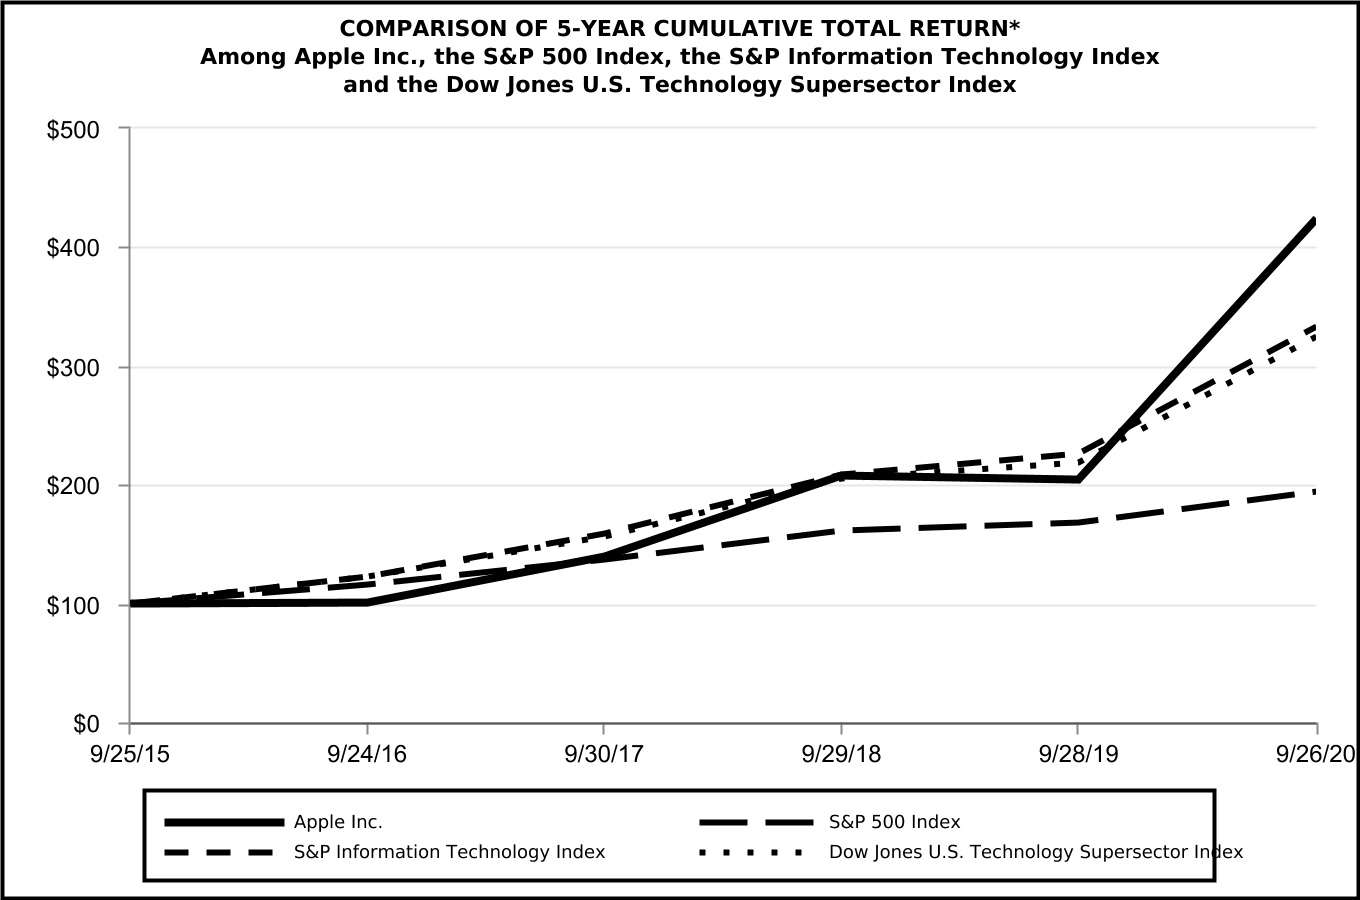 COMPARISON OF 5-YEAR CUMULATIVE TOTAL RETURN*
Among Apple Inc., the S&P 500 Index, the S&P Information Technology Index
and the Dow Jones U.S. Technology Supersector Index
$500
$400
$300
$200
$100
$0
9/25/15 9/24/16 9/30/17 9/29/18 9/28/19 9/26/20
Apple Inc. S&P 500 Index
S&P Information Technology Index Dow Jones U.S. Technology Supersector Index